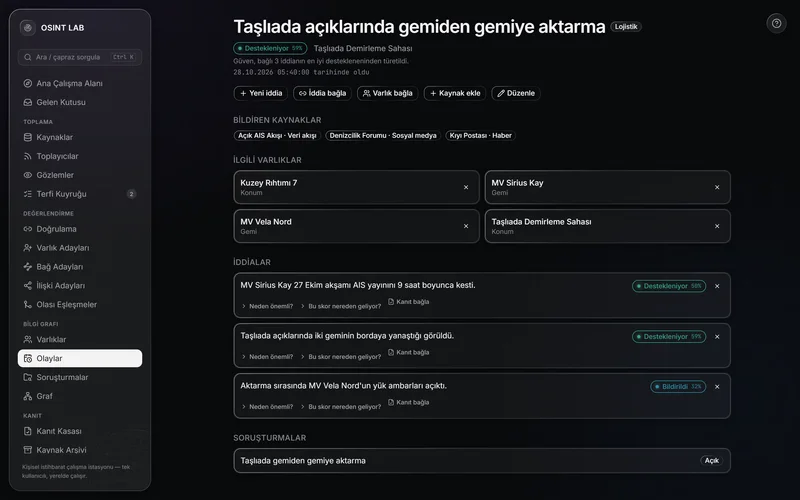 OSINT LAB
Ara / çapraz sorgula Ctrl K
Ana Çalışma Alanı
Gelen Kutusu
TOPLAMA
Kaynaklar
Toplayıcılar
Gözlemler
Terfi Kuyruğu 2
DEĞERLENDİRME
Doğrulama
Varlık Adayları
Bağ Adayları
İlişki Adayları
Olası Eşleşmeler
BİLGİ GRAFI
Varlıklar
Olaylar
Soruşturmalar
Graf
KANIT
Kanıt Kasası
Kaynak Arşivi
Kişisel istihbarat çalışma istasyonu — tek
kullanıcı, yerelde çalışır.
Taşlıada açıklarında gemiden gemiye aktarma Lojistik
Destekleniyor 59% Taşlıada Demirleme Sahası
Güven, bağlı 3 iddianın en iyi destekleneninden türetildi.
28.10.2026 05:40:00 tarihinde oldu
Yeni iddia İddia bağla Varlık bağla Kaynak ekle Düzenle
BİLDİREN KAYNAKLAR
Açık AIS Akışı · Veri akışı Denizcilik Forumu · Sosyal medya Kıyı Postası · Haber
İLGİLİ VARLIKLAR
Kuzey Rıhtımı 7
Konum
MV Sirius Kay
Gemi
MV Vela Nord
Gemi
Taşlıada Demirleme Sahası
Konum
İDDİALAR
MV Sirius Kay 27 Ekim akşamı AIS yayınını 9 saat boyunca kesti. Destekleniyor
Neden önemli? Bu skor nereden geliyor? Kanıt bağla
Taşlıada açıklarında iki geminin bordaya yanaştığı görüldü. Destekleniyor 59%
Neden önemli? Bu skor nereden geliyor? Kanıt bağla
Aktarma sırasında MV Vela Nord'un yük ambarları açıktı. Bildirildi 32%
Neden önemli? Bu skor nereden geliyor? Kanıt bağla
SORUŞTURMALAR
Taşlıada gemiden gemiye aktarma Açık